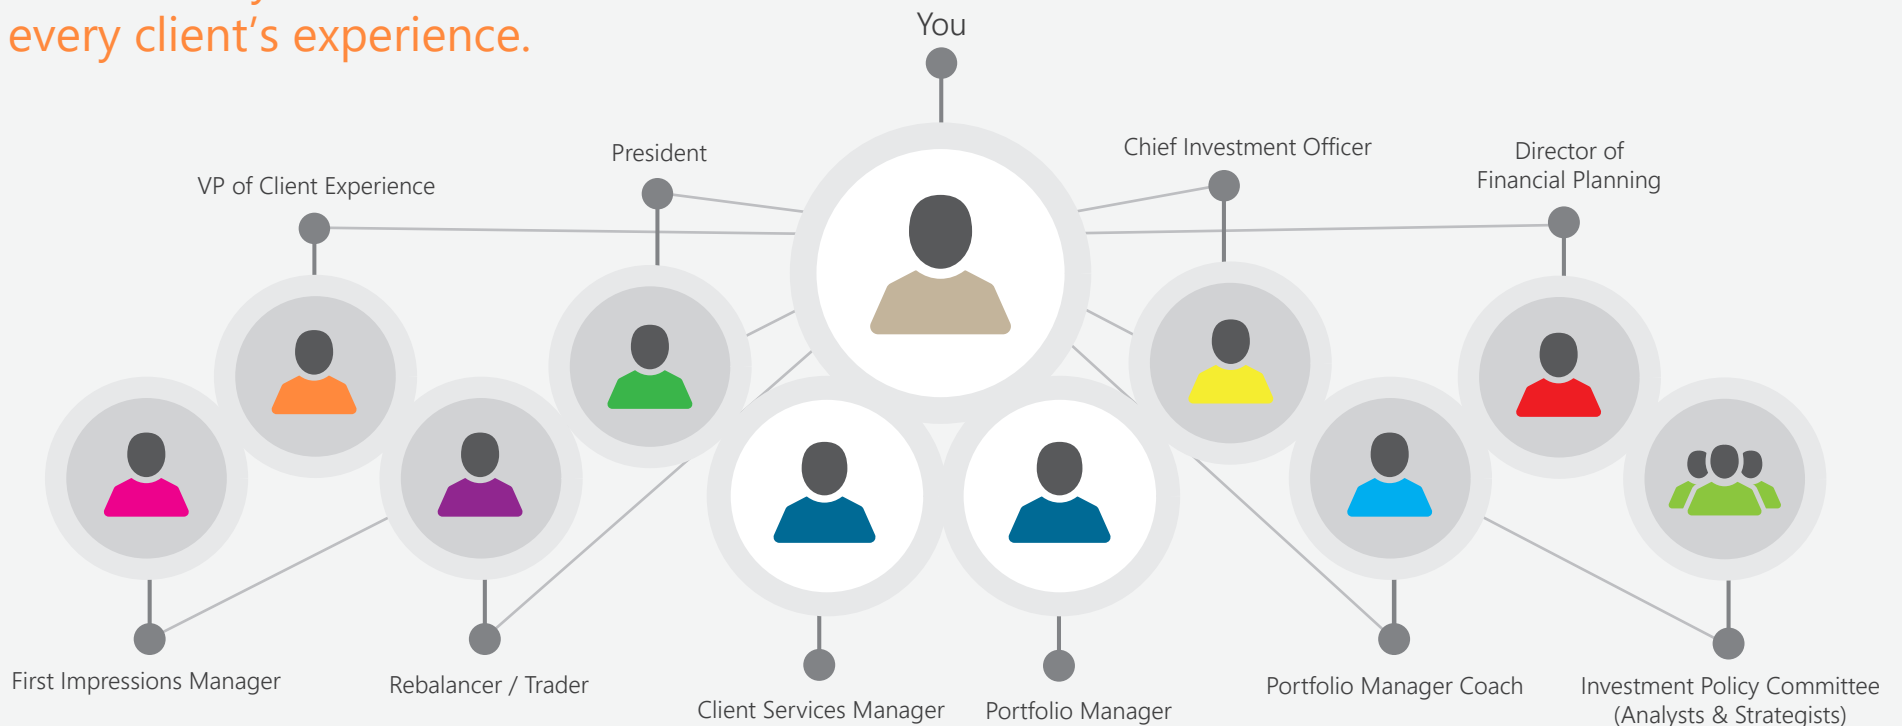 every client’s experience.
You
President
Chief Investment Officer
Director of
Financial Planning
VP of Client Experience
First Impressions Manager
Rebalancer / Trader
Client Services Manager
Portfolio Manager
Portfolio Manager Coach
Investment Policy Committee
(Analysts & Strategists)